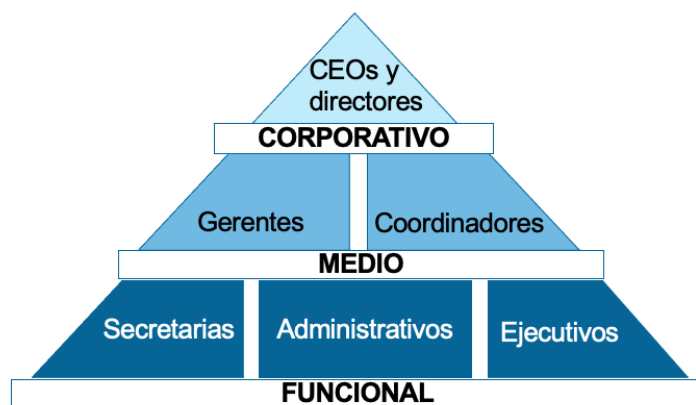 CEOs y
directores
CORPORATIVO
Gerentes
Coordinadores
MEDIO
Secretarias
Administrativos
Ejecutivos
FUNCIONAL